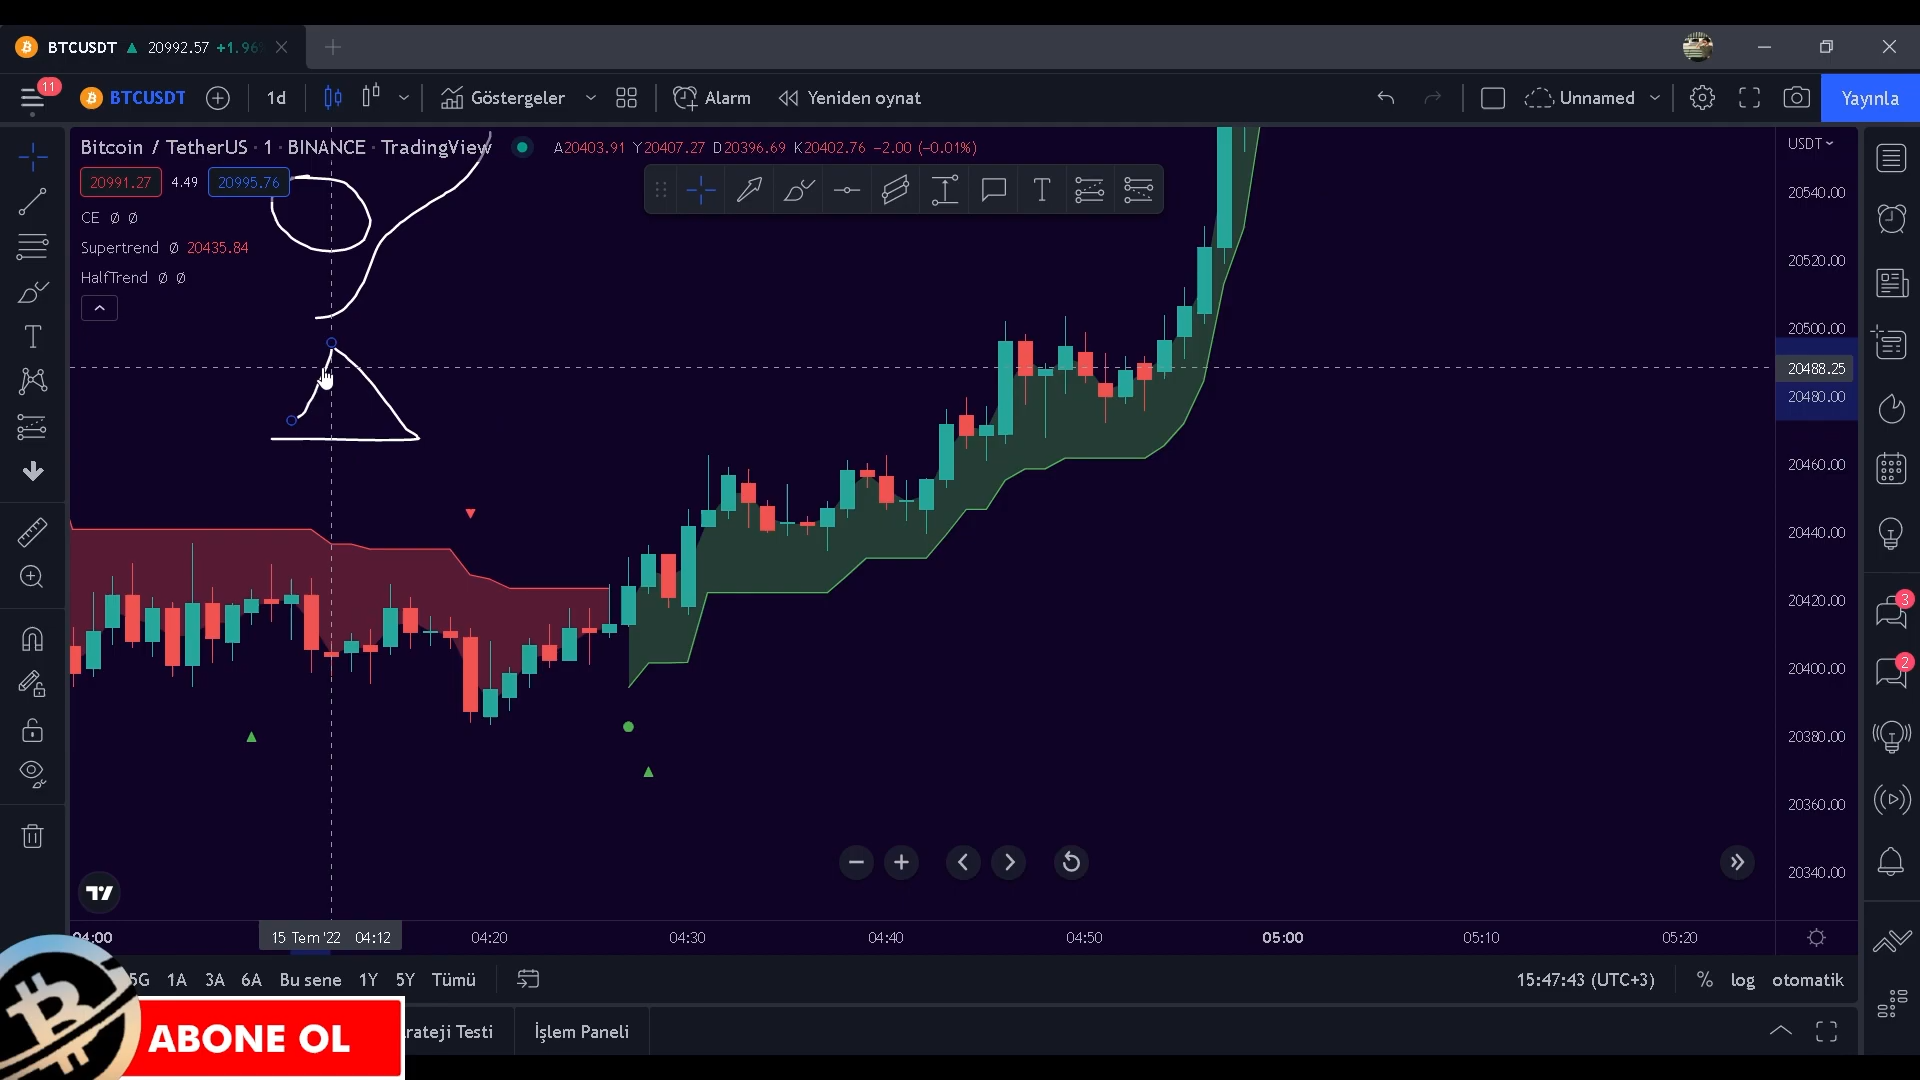 BTCUSDT ▲ 20992.57 +1.96
11
BTCUSDT
1d
Göstergeler
Alarm
Yeniden oynat
Unnamed
Yayınla
Bitcoin / TetherUS · 1 · BINANCE · TradingView
A20403.91 Y20407.27 D20396.69 K20402.76 −2.00 (−0.01%)
USDT
20991.27 4.49 20995.76
CE Ø Ø
Supertrend Ø 20435.84
HalfTrend Ø Ø
T
T
20540.00
20520.00
20500.00
20488.25
20480.00
20460.00
20440.00
20420.00
20400.00
20380.00
20360.00
20340.00
3
2
04:00
15 Tem '22 04:12
04:20
04:30
04:40
04:50
05:00
05:10
05:20
5G 1A 3A 6A Bu sene 1Y 5Y Tümü
15:47:43 (UTC+3)
% log otomatik
rateji Testi
İşlem Paneli
ABONE OL